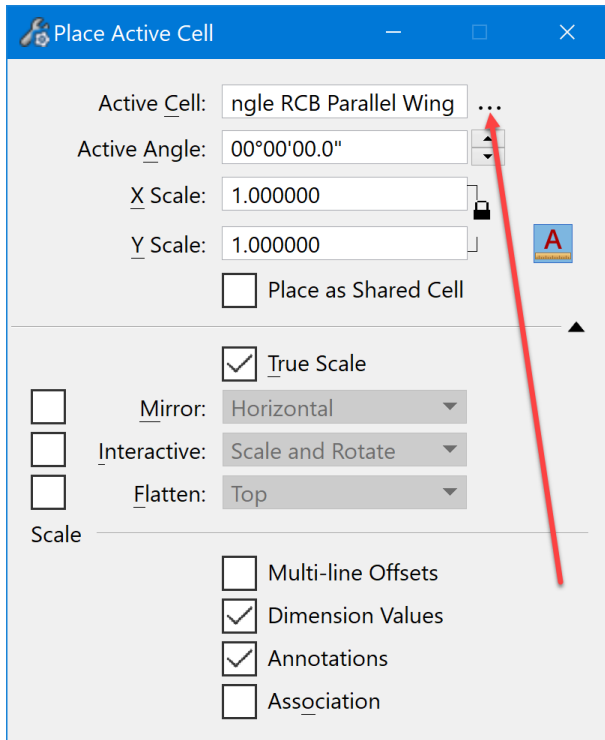 Place Active Cell
Active Cell: ngle RCB Parallel Wing ...
Active Angle: 00°00'00.0"
X Scale: 1.000000
Y Scale: 1.000000
A
Place as Shared Cell
True Scale
Mirror: Horizontal
Interactive: Scale and Rotate
Flatten: Top
Scale
Multi-line Offsets
Dimension Values
Annotations
Association